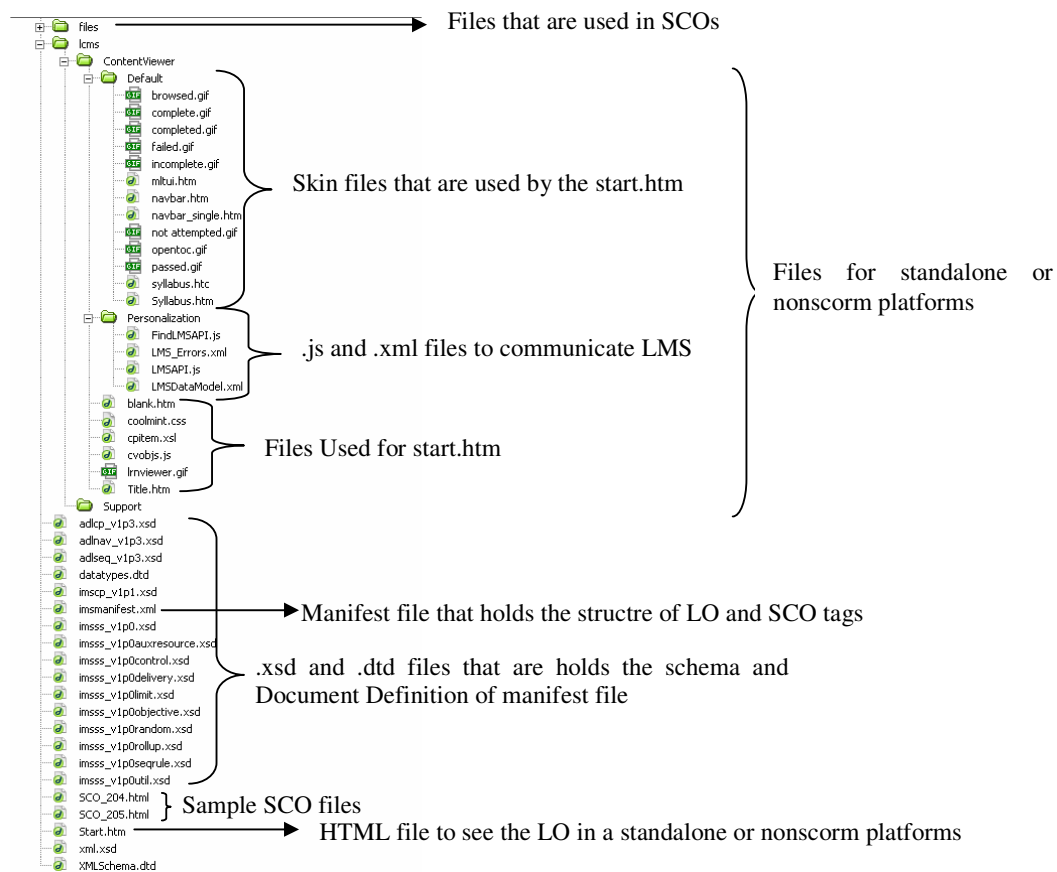 files
Files that are used in SCOs
lcms
ContentViewer
Default
browsed.gif
complete.gif
completed.gif
failed.gif
incomplete.gif
mltui.htm
Skin files that are used by the start.htm
navbar.htm
navbar_single.htm
not attempted.gif
opentoc.gif
passed.gif
syllabus.htc
Syllabus.htm
Files for standalone or
nonscorm platforms
Personalization
FindLMSAPI.js
LMS_Errors.xml
.js and .xml files to communicate LMS
LMSAPI.js
LMSDataModel.xml
blank.htm
coolmint.css
cpitem.xsl
Files Used for start.htm
cvobjs.js
lrnviewer.gif
Title.htm
Support
adlcp_v1p3.xsd
adlnav_v1p3.xsd
adlseq_v1p3.xsd
datatypes.dtd
imscp_v1p1.xsd
imsmanifest.xml
Manifest file that holds the structre of LO and SCO tags
imsss_v1p0.xsd
imsss_v1p0auxresource.xsd
imsss_v1p0control.xsd
imsss_v1p0delivery.xsd
.xsd and .dtd files that are holds the schema and
Document Definition of manifest file
imsss_v1p0limit.xsd
imsss_v1p0objective.xsd
imsss_v1p0random.xsd
imsss_v1p0rollup.xsd
imsss_v1p0seqrule.xsd
imsss_v1p0util.xsd
SCO_204.html
SCO_205.html
Sample SCO files
Start.htm
HTML file to see the LO in a standalone or nonscorm platforms
xml.xsd
XMLSchema.dtd